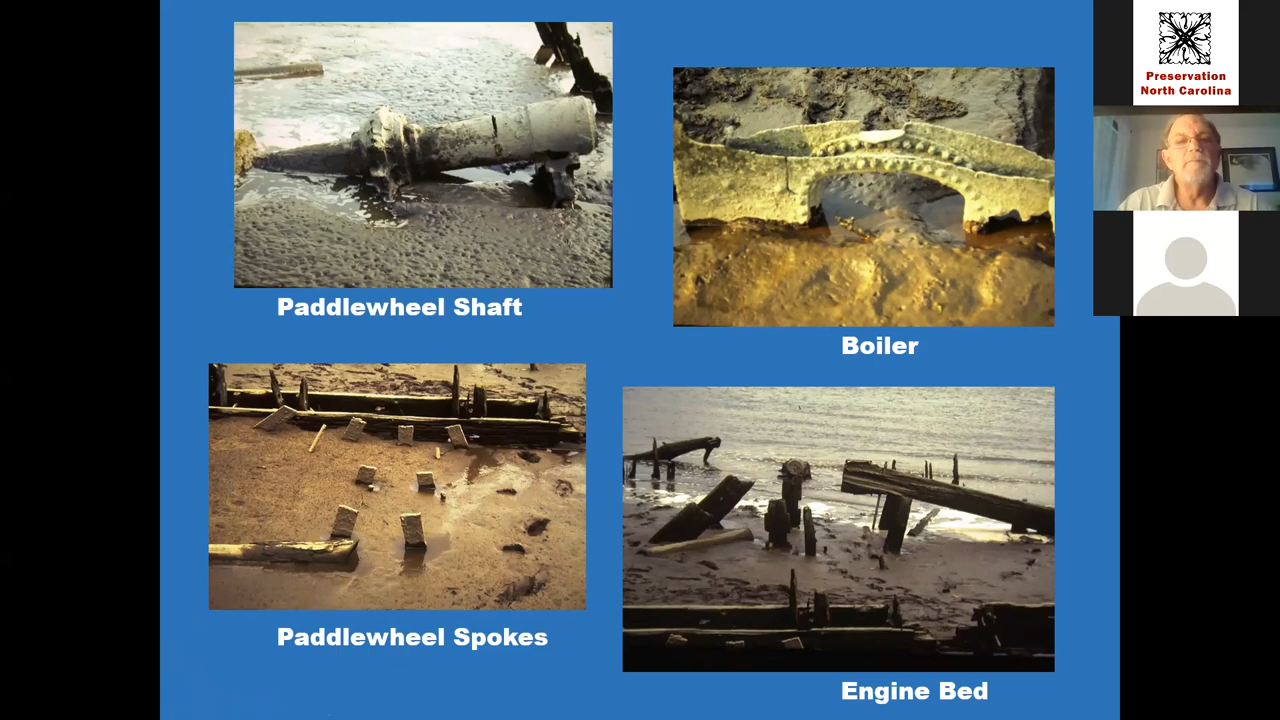 Paddlewheel Shaft
Boiler
Paddlewheel Spokes
Engine Bed
Preservation
North Carolina